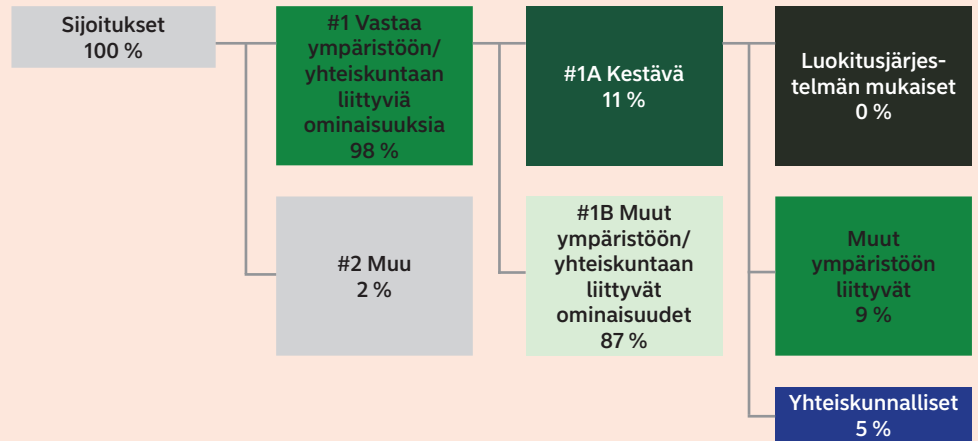 Sijoitukset
100 %
#1 Vastaa
ympäristöön/
yhteiskuntaan
liittyviä
ominaisuuksia
98 %
#2 Muu
2 %
#1A Kestävä
11 %
#1B Muut
ympäristöön/
yhteiskuntaan
liittyvät
ominaisuudet
87 %
Luokitusjärjes-
telmän mukaiset
0 %
Muut
ympäristöön
liittyvät
9 %
Yhteiskunnalliset
5 %